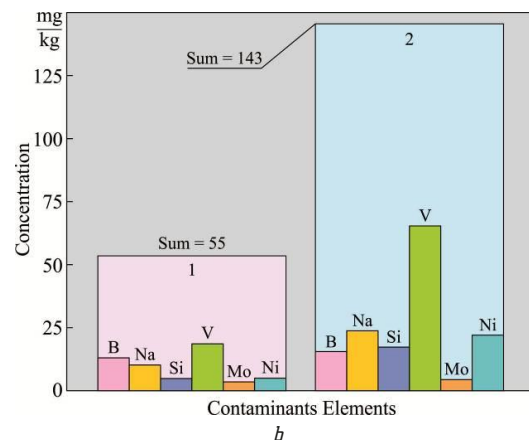 mg
kg
125
100
75
50
25
0
Concentration
Sum = 143
2
V
B
Na
Si
Mo
Ni
Sum = 55
1
B
Na
Si
V
Mo
Ni
Contaminants Elements
b